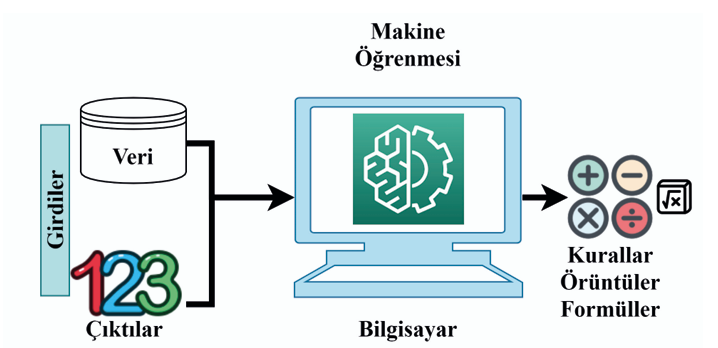 Makine
Öğrenmesi
Girdiler
Veri
123
Çıktılar
Bilgisayar
+ −
× ÷
√x
Kurallar
Örüntüler
Formüller